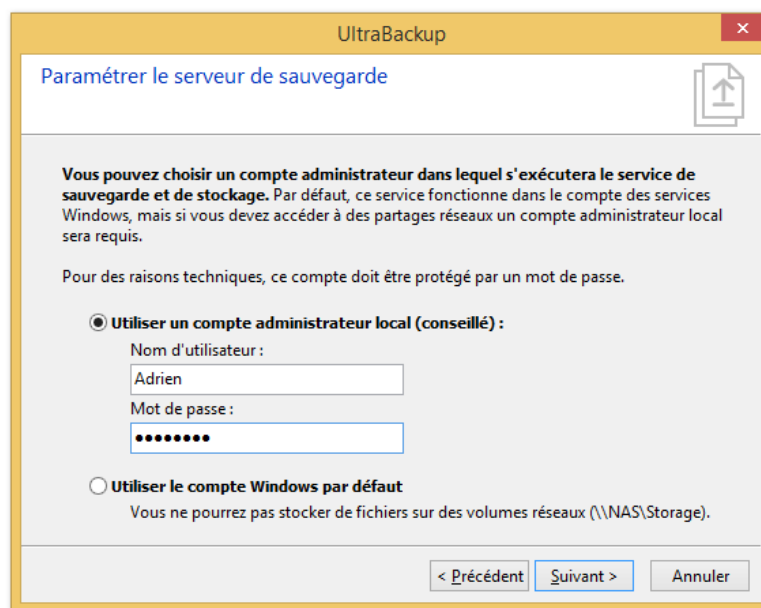 UltraBackup
Paramétrer le serveur de sauvegarde
Vous pouvez choisir un compte administrateur dans lequel s'exécutera le service de
sauvegarde et de stockage. Par défaut, ce service fonctionne dans le compte des services
Windows, mais si vous devez accéder à des partages réseaux un compte administrateur local
sera requis.
Pour des raisons techniques, ce compte doit être protégé par un mot de passe.
Utiliser un compte administrateur local (conseillé) :
Nom d'utilisateur :
Adrien
Mot de passe :
••••••••
Utiliser le compte Windows par défaut
Vous ne pourrez pas stocker de fichiers sur des volumes réseaux (\\NAS\Storage).
< Précédent Suivant > Annuler